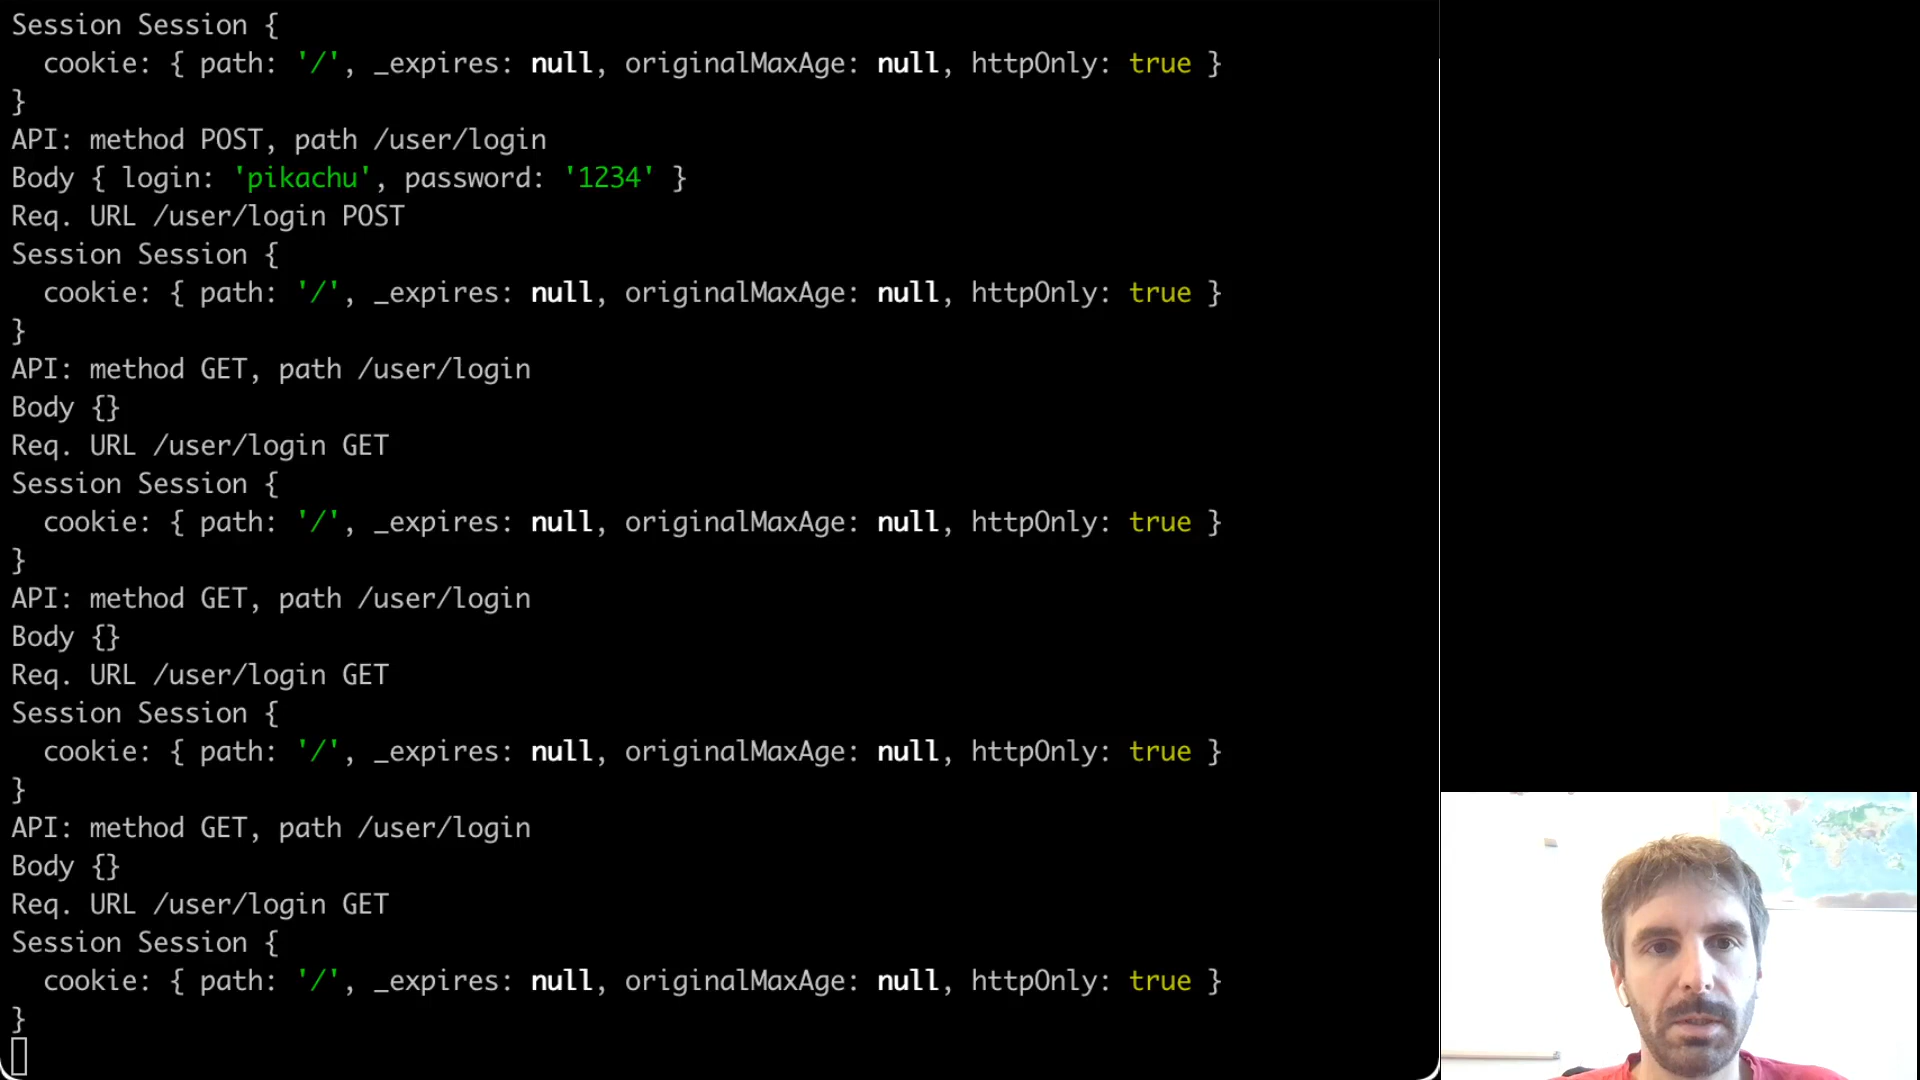 Session Session {
  cookie: { path: '/', _expires: null, originalMaxAge: null, httpOnly: true }
}
API: method POST, path /user/login
Body { login: 'pikachu', password: '1234' }
Req. URL /user/login POST
Session Session {
  cookie: { path: '/', _expires: null, originalMaxAge: null, httpOnly: true }
}
API: method GET, path /user/login
Body {}
Req. URL /user/login GET
Session Session {
  cookie: { path: '/', _expires: null, originalMaxAge: null, httpOnly: true }
}
API: method GET, path /user/login
Body {}
Req. URL /user/login GET
Session Session {
  cookie: { path: '/', _expires: null, originalMaxAge: null, httpOnly: true }
}
API: method GET, path /user/login
Body {}
Req. URL /user/login GET
Session Session {
  cookie: { path: '/', _expires: null, originalMaxAge: null, httpOnly: true }
}